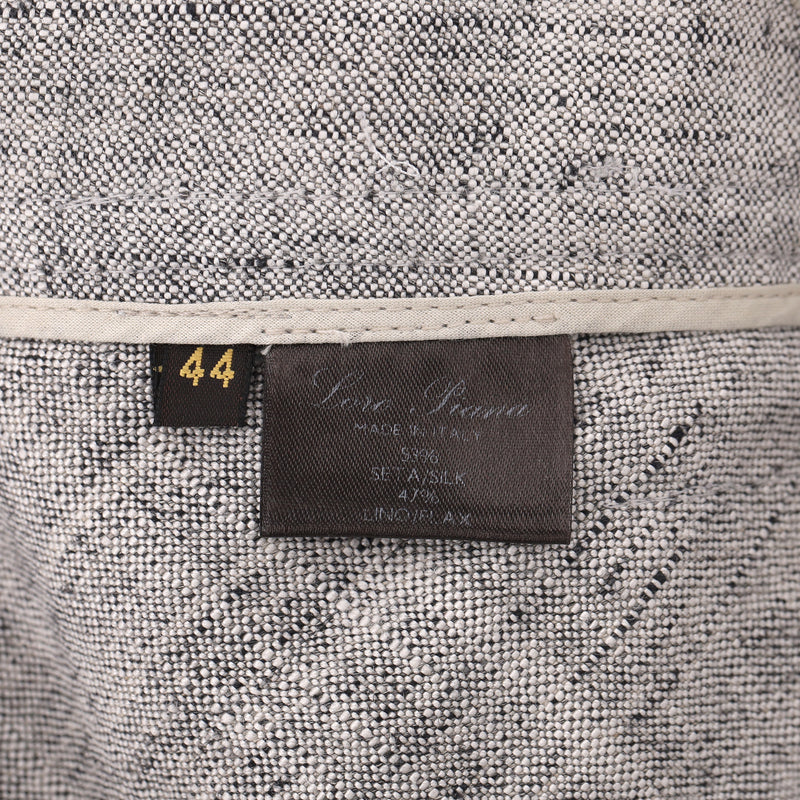 44
Loro Piana
MADE IN ITALY
53%
SETA/SILK
47%
LINO/FLAX